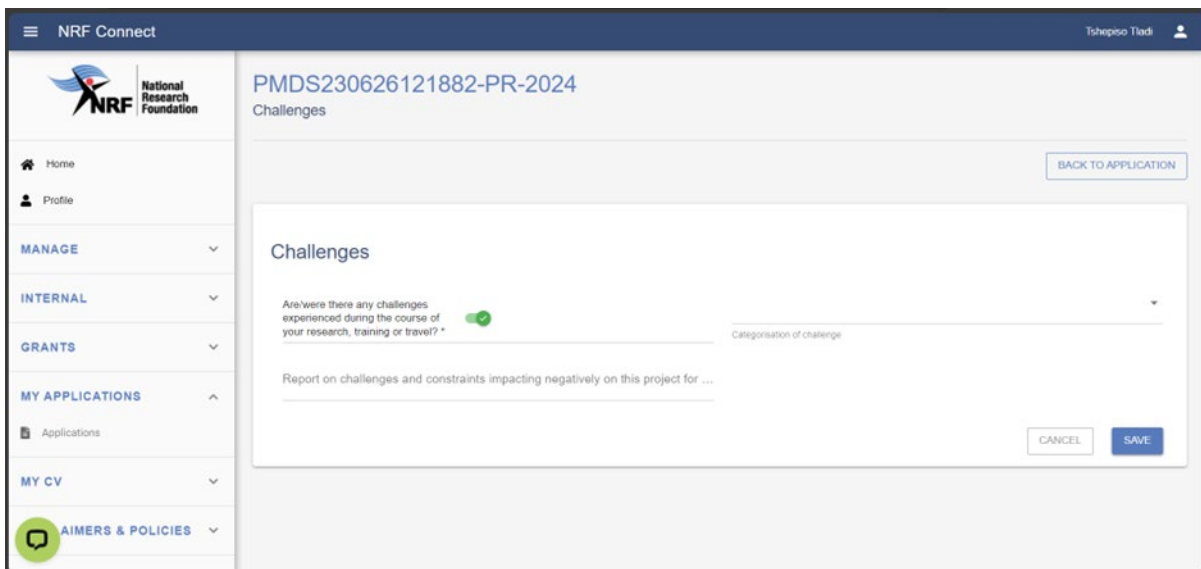 NRF Connect
Tshepiso Tladi
NRF
National
Research
Foundation
PMDS230626121882-PR-2024
Challenges
Home
BACK TO APPLICATION
Profile
MANAGE
Challenges
INTERNAL
Are/were there any challenges
experienced during the course of
your research, training or travel? *
Categorisation of challenge
GRANTS
Report on challenges and constraints impacting negatively on this project for ...
MY APPLICATIONS
Applications
CANCEL
SAVE
MY CV
AIMERS & POLICIES